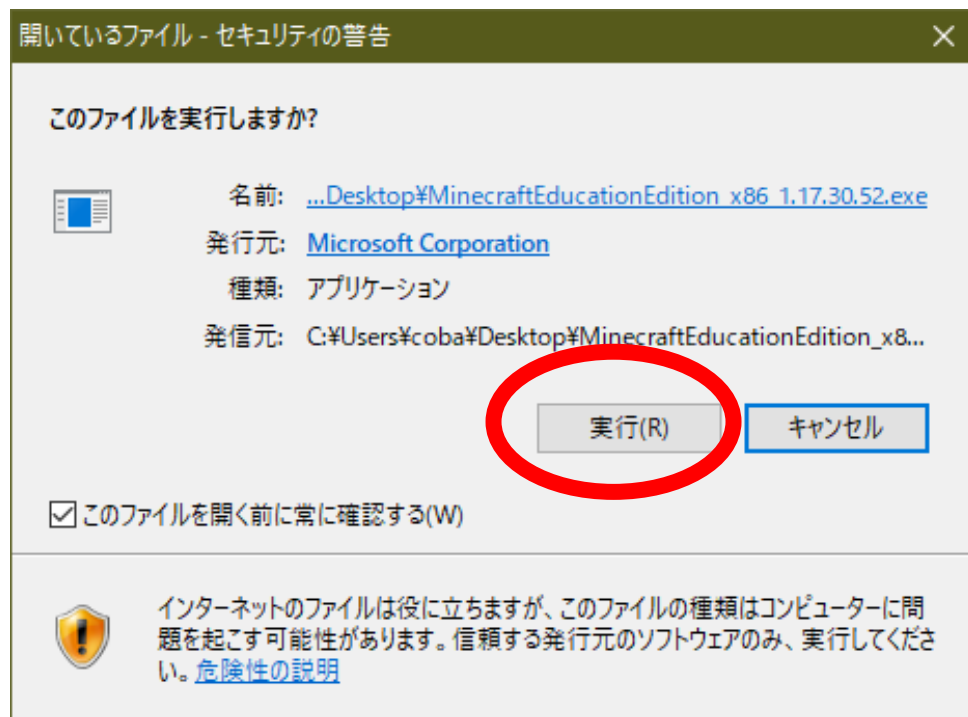 開いているファイル - セキュリティの警告
このファイルを実行しますか?
名前: ...Desktop¥MinecraftEducationEdition_x86_1.17.30.52.exe
発行元: Microsoft Corporation
種類: アプリケーション
発信元: C:¥Users¥coba¥Desktop¥MinecraftEducationEdition_x8...
実行(R) キャンセル
このファイルを開く前に常に確認する(W)
インターネットのファイルは役に立ちますが、このファイルの種類はコンピューターに問
題を起こす可能性があります。信頼する発行元のソフトウェアのみ、実行してくださ
い。危険性の説明